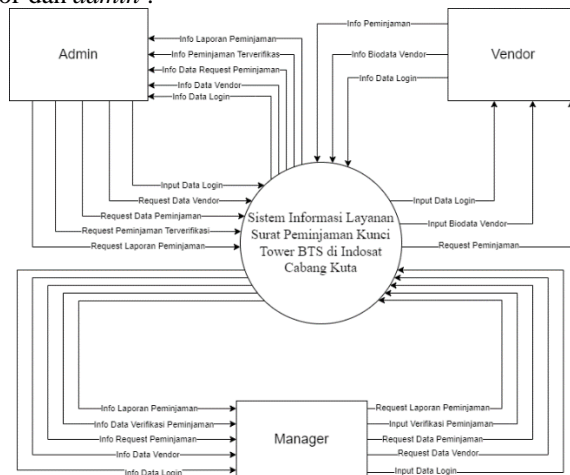 or dan admin :
Admin
Info Laporan Peminjaman
Info Peminjaman Terverifikasi
Info Data Request Peminjaman
Info Data Vendor
Info Data Login
Info Peminjaman
Info Biodata Vendor
Info Data Login
Vendor
Input Data Login
Request Data Vendor
Request Data Peminjaman
Request Peminjaman Terverifikasi
Request Laporan Peminjaman
Sistem Informasi Layanan
Surat Peminjaman Kunci
Tower BTS di Indosat
Cabang Kuta
Input Data Login
Input Biodata Vendor
Request Peminjaman
Info Laporan Peminjaman
Info Data Verifikasi Peminjaman
Info Request Peminjaman
Info Data Vendor
Info Data Login
Manager
Request Laporan Peminjaman
Input Verifikasi Peminjaman
Request Data Peminjaman
Request Data Vendor
Input Data Login